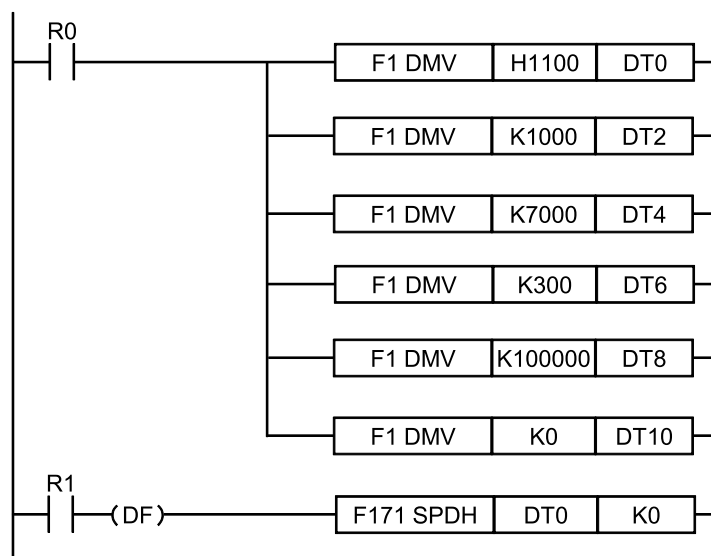 R0
F1 DMV H1100 DT0
F1 DMV K1000 DT2
F1 DMV K7000 DT4
F1 DMV K300 DT6
F1 DMV K100000 DT8
F1 DMV K0 DT10
R1
(DF) F171 SPDH DT0 K0